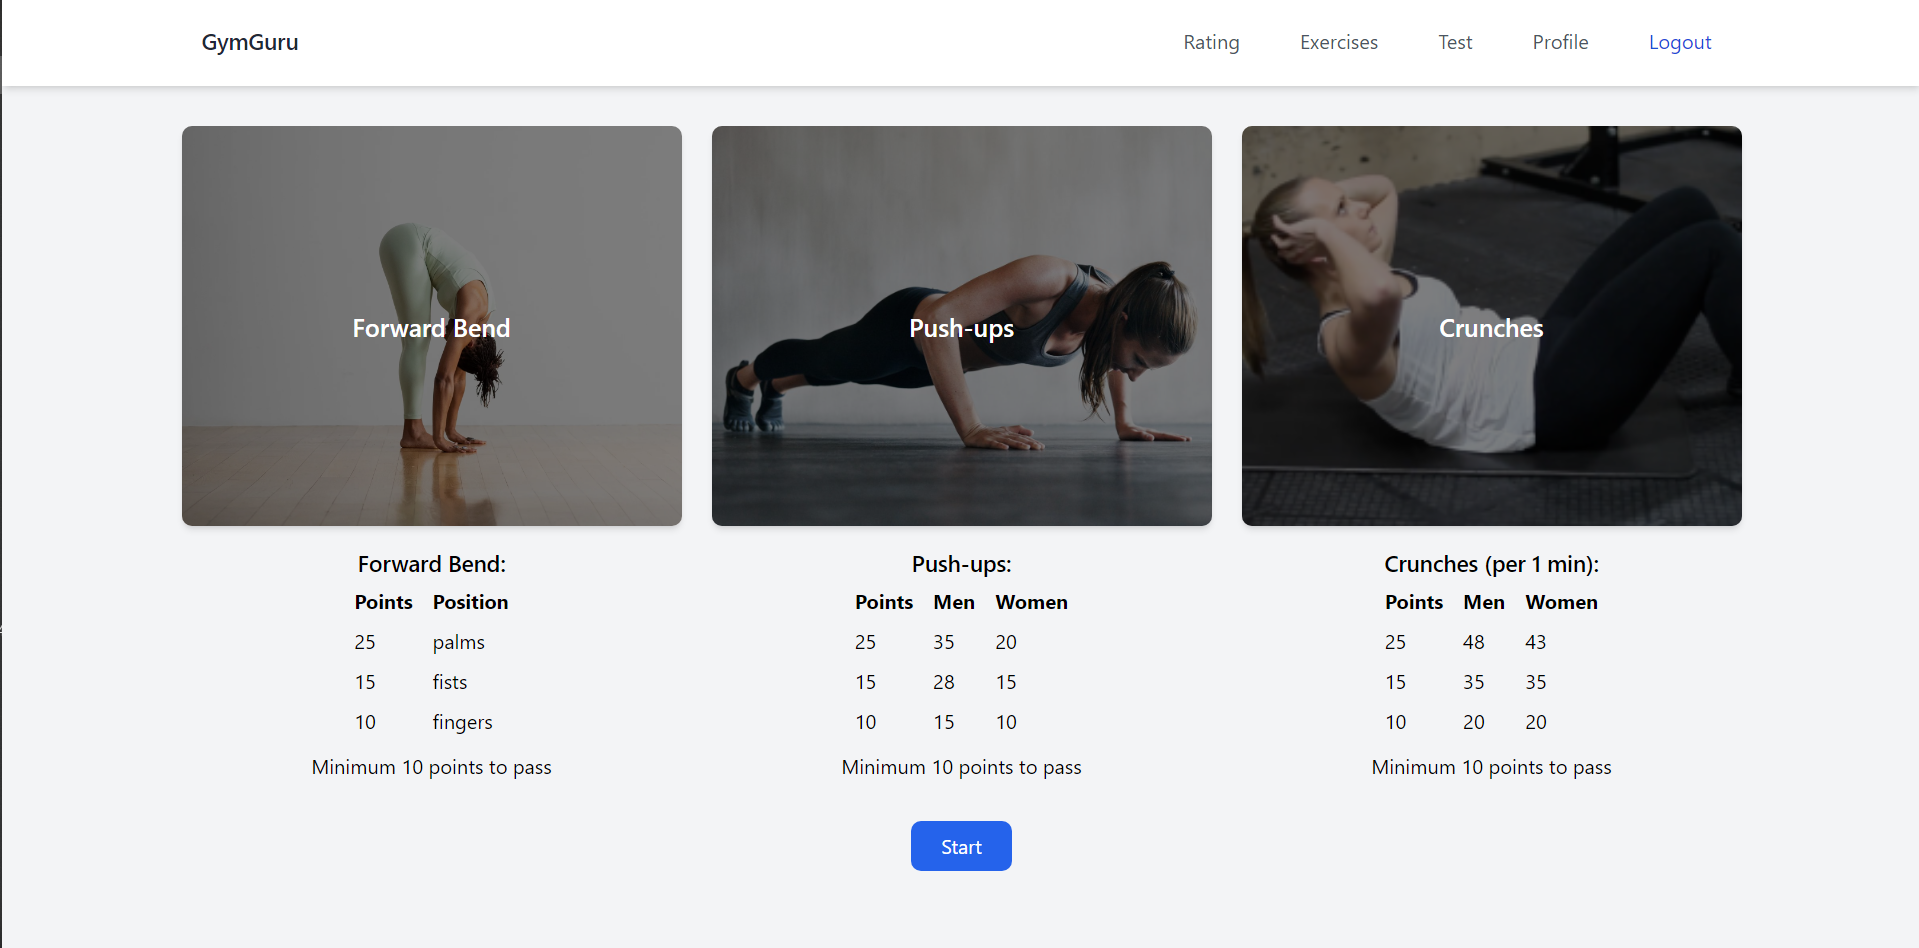 GymGuru
Rating Exercises Test Profile Logout
Forward Bend
Push-ups
Crunches
Forward Bend:
Points Position
25 palms
15 fists
10 fingers
Minimum 10 points to pass
Push-ups:
Points Men Women
25 35 20
15 28 15
10 15 10
Minimum 10 points to pass
Crunches (per 1 min):
Points Men Women
25 48 43
15 35 35
10 20 20
Minimum 10 points to pass
Start